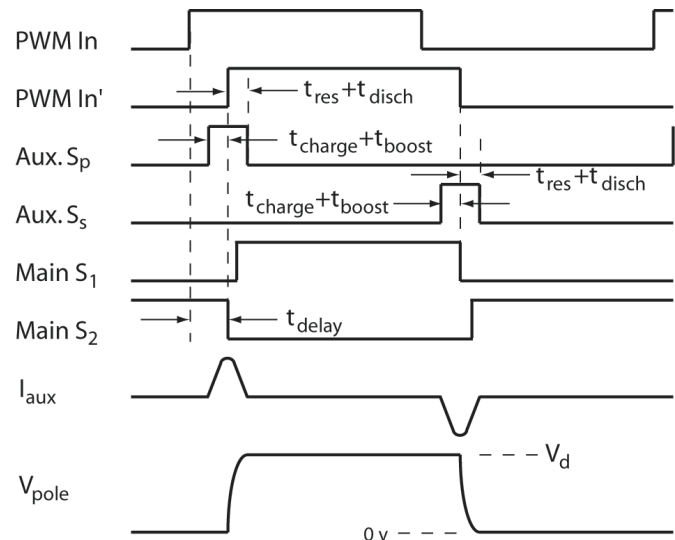 PWM In
PWM In'
t_res+t_disch
t_charge+t_boost
Aux. S_p
t_res+t_disch
t_charge+t_boost
Aux. S_s
Main S_1
Main S_2
t_delay
I_aux
V_d
V_pole
0 v